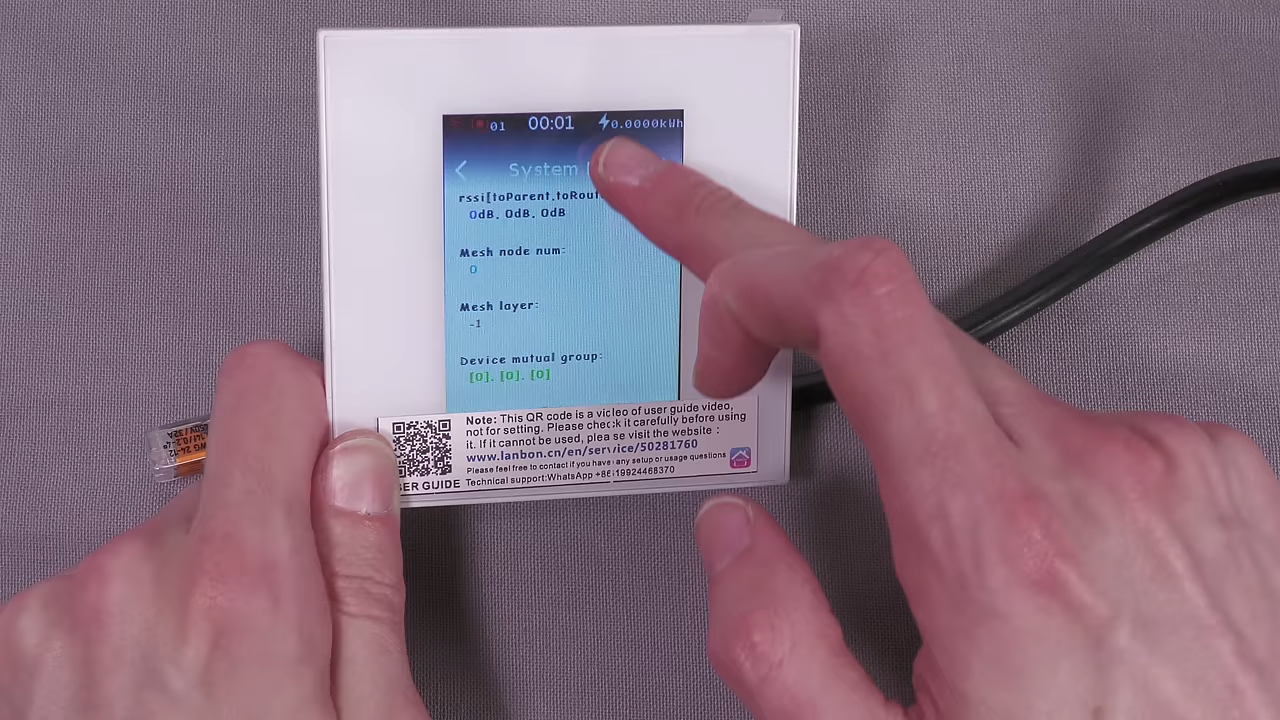 01 00:01 0.0000kWh
System
rssi[toParent.toRout
0dB. 0dB. 0dB
Mesh node num:
0
Mesh layer:
-1
Device mutual group:
[0]. [0]. [0]
Note: This QR code is a video of user guide video,
not for setting. Please check it carefully before using
it. If it cannot be used, plea se visit the website :
www.lanbon.cn/en/service/50281760
Please feel free to contact if you have any setup or usage questions
ER GUIDE Technical support:WhatsApp +86 19924468370